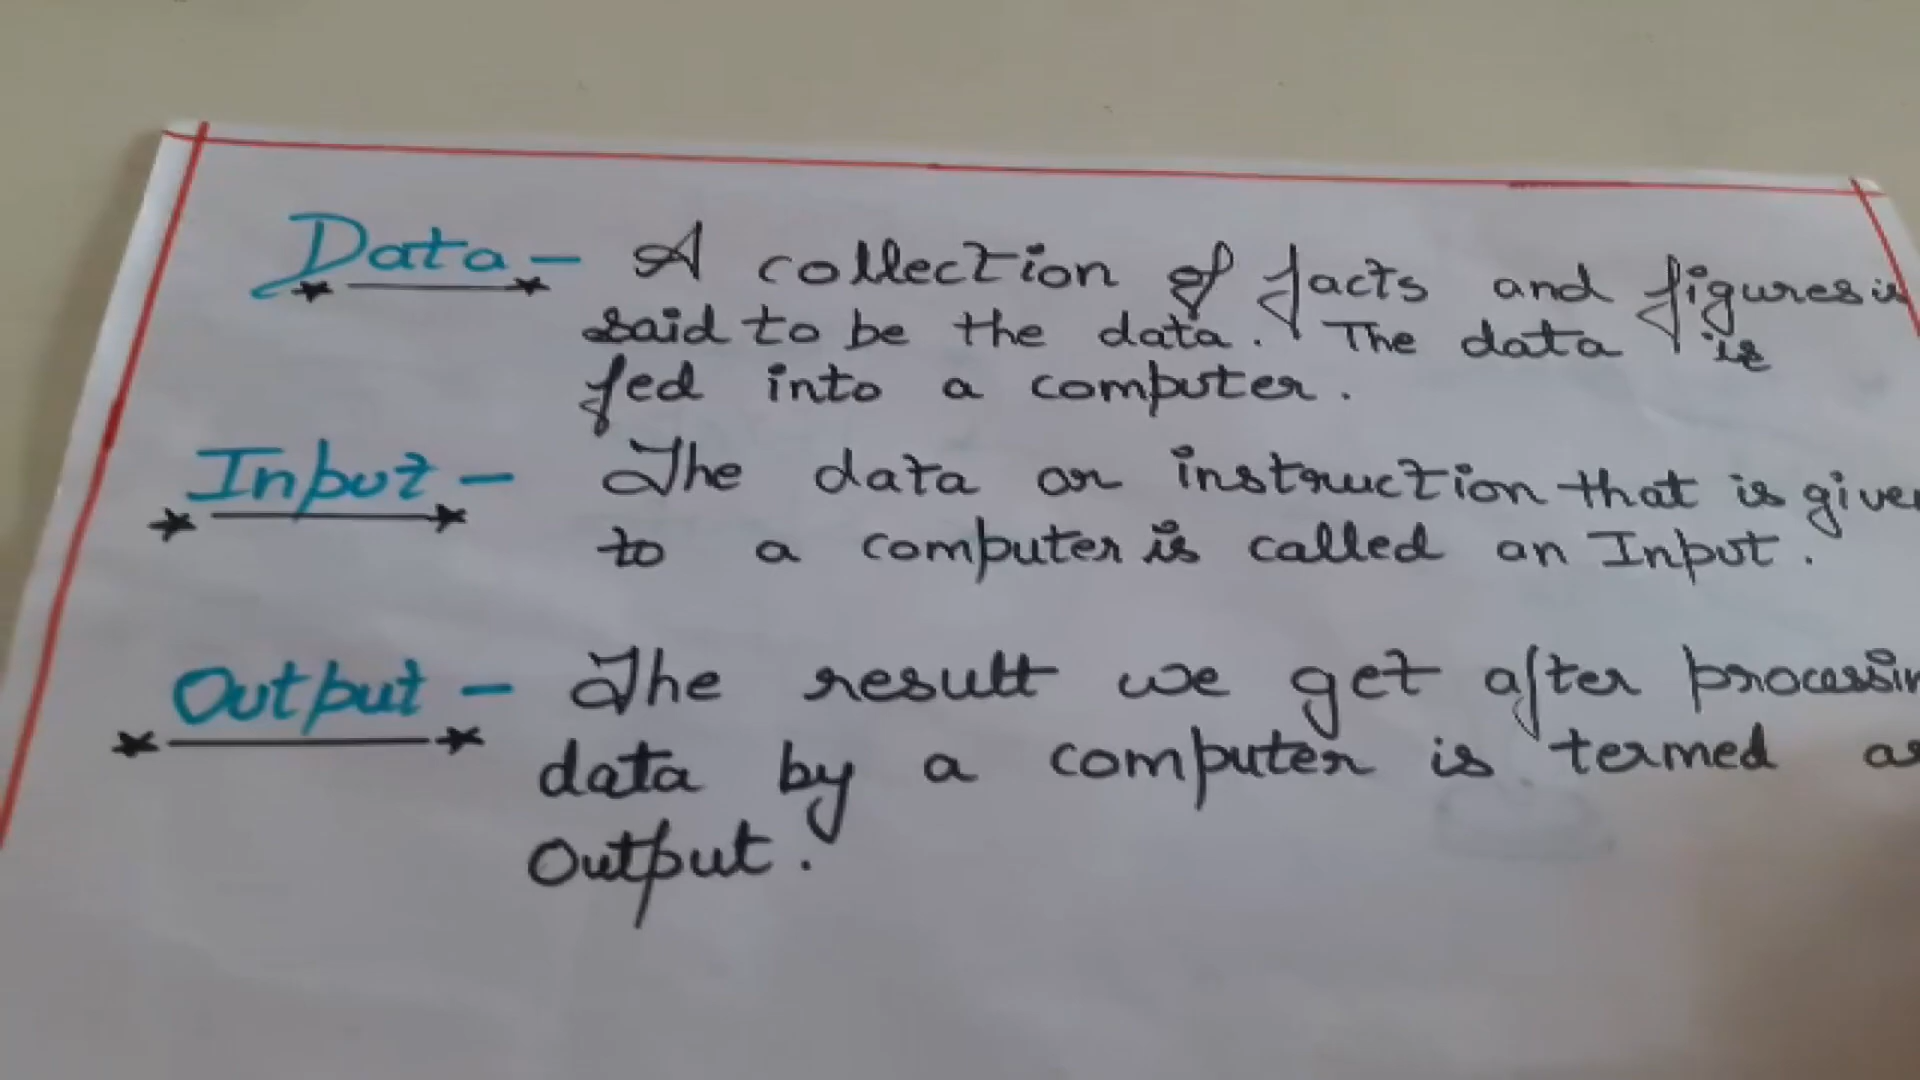 Data - A collection of facts and figures is
said to be the data. The data is
fed into a computer.
Input - The data or instruction that is given
to a computer is called an Input.
Output - The result we get after processin
data by a computer is termed as
Output.